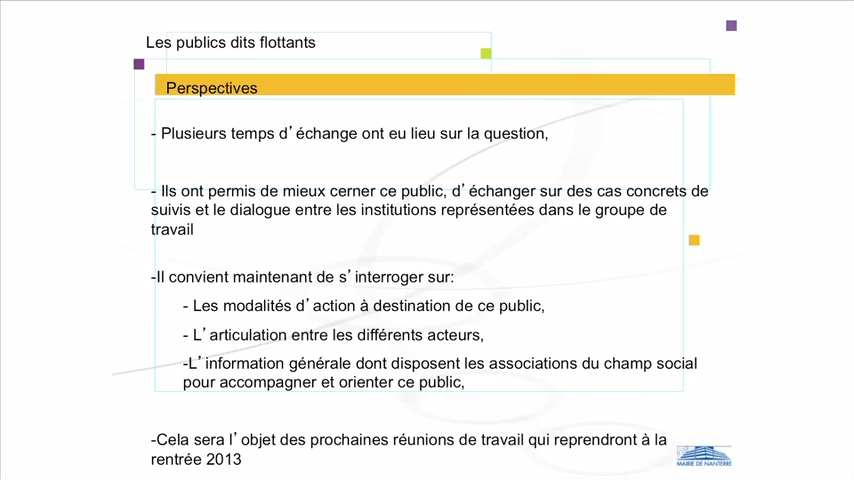 Les publics dits flottants
Perspectives
- Plusieurs temps d’échange ont eu lieu sur la question,
- Ils ont permis de mieux cerner ce public, d’échanger sur des cas concrets de
suivis et le dialogue entre les institutions représentées dans le groupe de
travail
-Il convient maintenant de s’interroger sur:
- Les modalités d’action à destination de ce public,
- L’articulation entre les différents acteurs,
-L’information générale dont disposent les associations du champ social
pour accompagner et orienter ce public,
-Cela sera l’objet des prochaines réunions de travail qui reprendront à la
rentrée 2013
MAIRIE DE NANTERRE